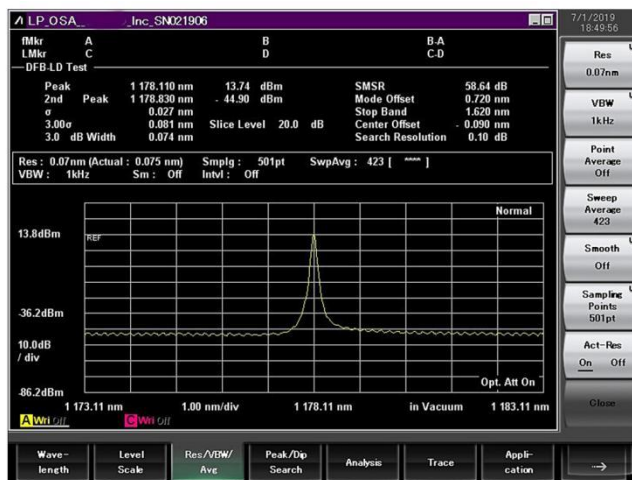 LP_OSA_ _Inc_SN021906
7/1/2019
18:49:56
fMkr A B B-A
LMkr C D C-D
DFB-LD Test
Peak 1 178.110 nm 13.74 dBm SMSR 58.64 dB
2nd Peak 1 178.830 nm - 44.90 dBm Mode Offset 0.720 nm
σ 0.027 nm Stop Band 1.620 nm
3.00σ 0.081 nm Slice Level 20.0 dB Center Offset - 0.090 nm
3.0 dB Width 0.074 nm Search Resolution 0.10 dB
Res : 0.07nm (Actual : 0.075 nm) Smplg : 501pt SwpAvg : 423 [ **** ]
VBW : 1kHz Sm : Off Intvl : Off
Normal
13.8dBm
REF
-36.2dBm
10.0dB
/ div
Opt. Att On
-86.2dBm
1 173.11 nm 1.00 nm/div 1 178.11 nm in Vacuum 1 183.11 nm
A Wri Off C Wri Off
Res
0.07nm
VBW
1kHz
Point
Average
Off
Sweep
Average
423
Smooth
Off
Sampling
Points
501pt
Act-Res
On Off
Close
Wave-
length
Level
Scale
Res/VBW/
Avg
Peak/Dip
Search
Analysis
Trace
Appli-
cation
→